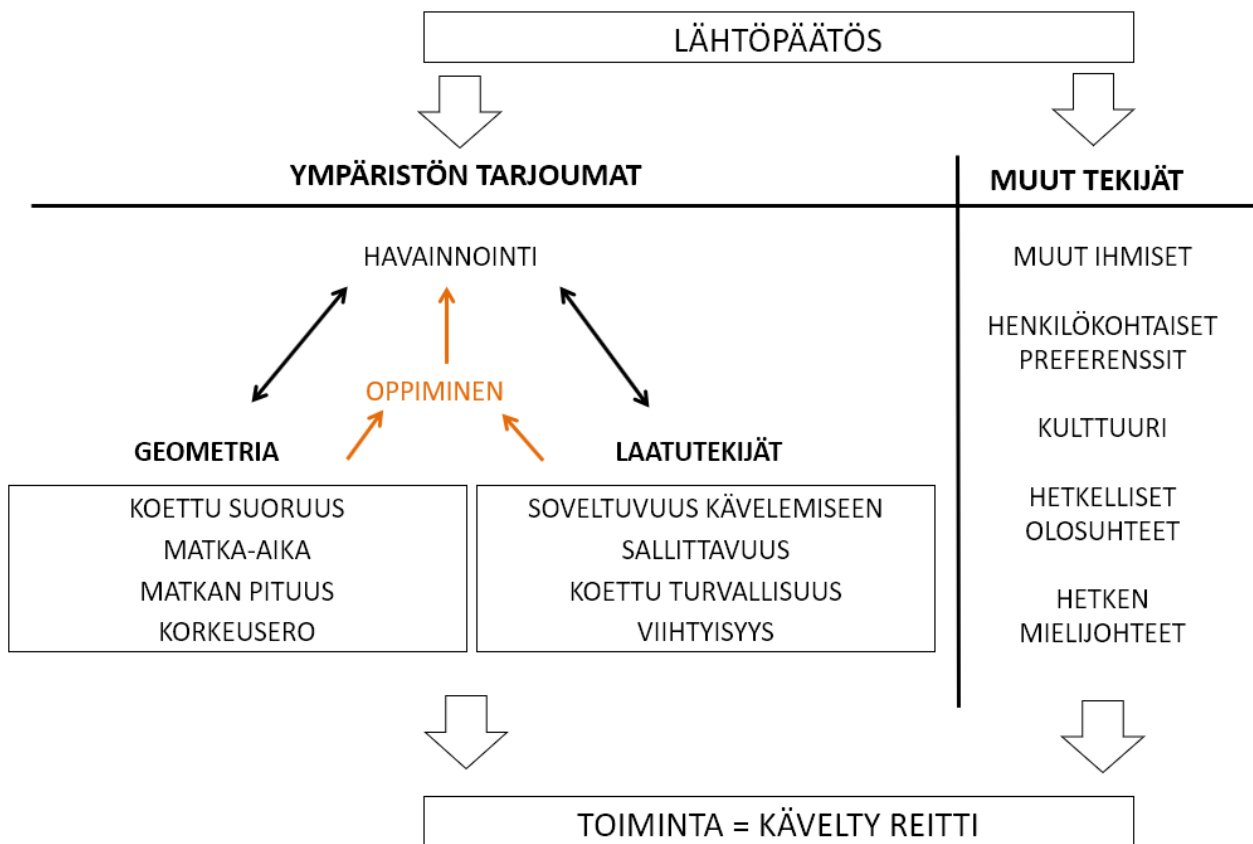 LÄHTÖPÄÄTÖS
YMPÄRISTÖN TARJOUMAT
HAVAINNOINTI
OPPIMINEN
GEOMETRIA
KOETTU SUORUUS
MATKA-AIKA
MATKAN PITUUS
KORKEUSERO
LAATUTEKIJÄT
SOVELTUVUUS KÄVELEMISEEN
SALLITTAVUUS
KOETTU TURVALLISUUS
VIIHTYISYYS
MUUT TEKIJÄT
MUUT IHMISET
HENKILÖKOHTAISET
PREFERENSSIT
KULTTUURI
HETKELLISET
OLOSUHTEET
HETKEN
MIELIJOHTEET
TOIMINTA = KÄVELTY REITTI